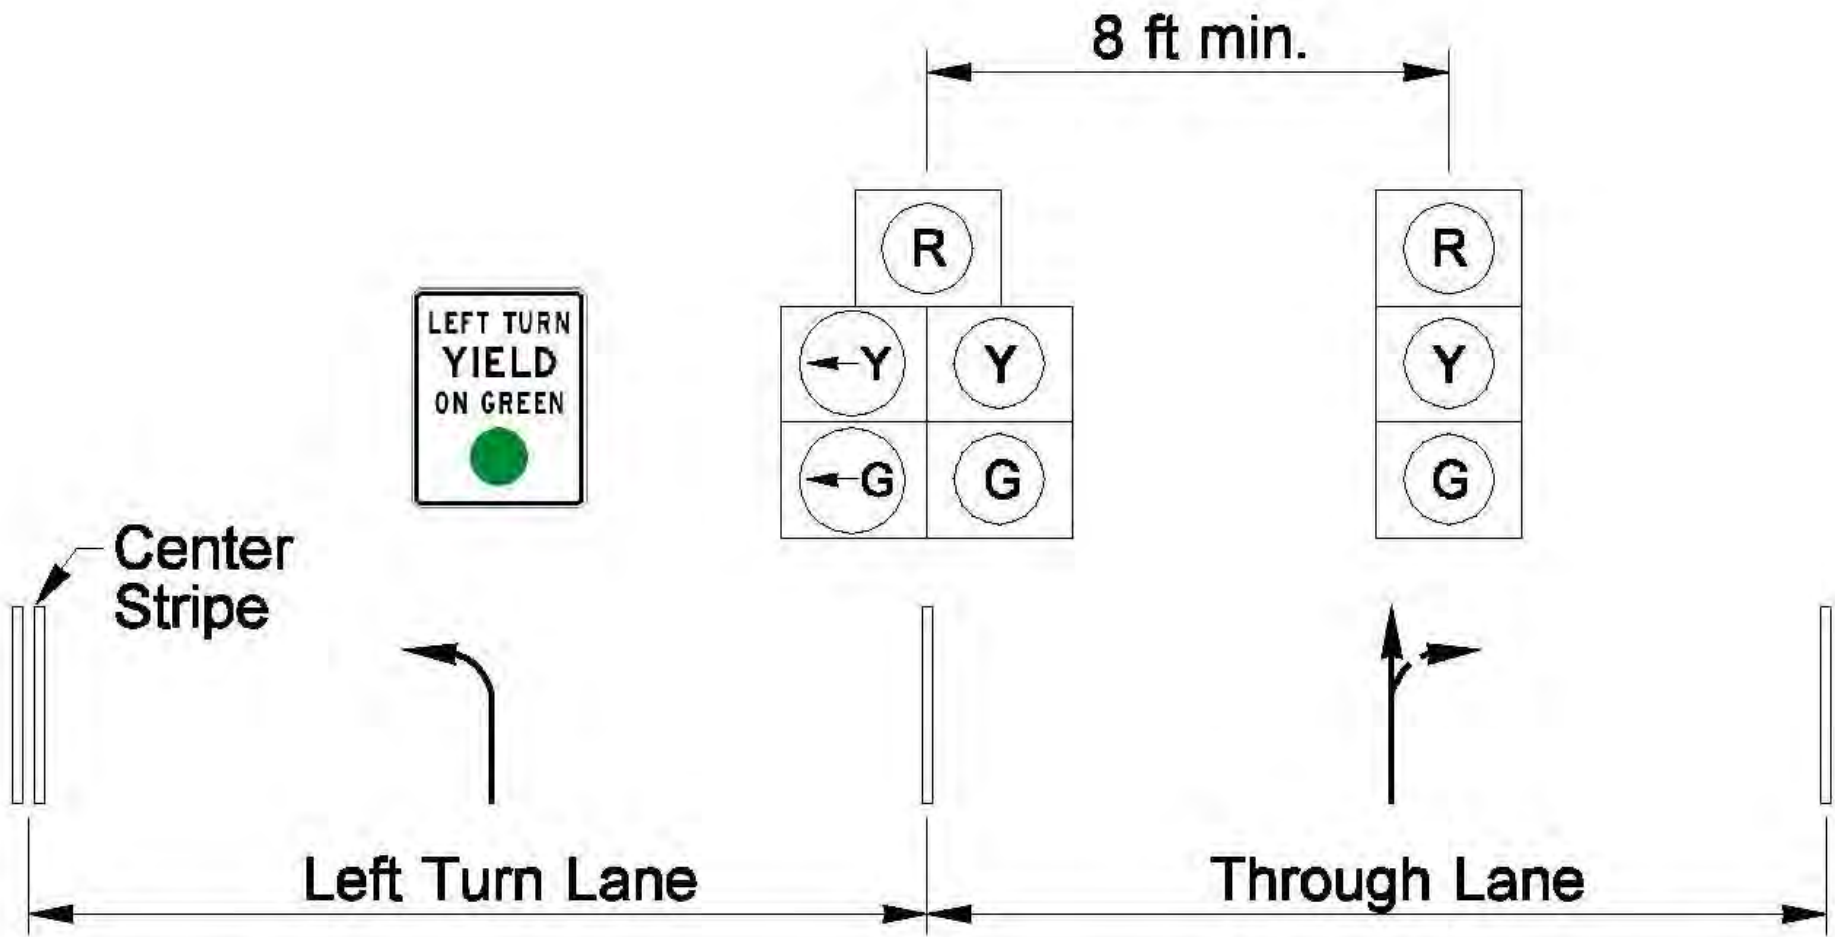 8 ft min.
R
R
LEFT TURN
YIELD
ON GREEN
Y
Y
Y
G
G
G
Center
Stripe
Left Turn Lane
Through Lane